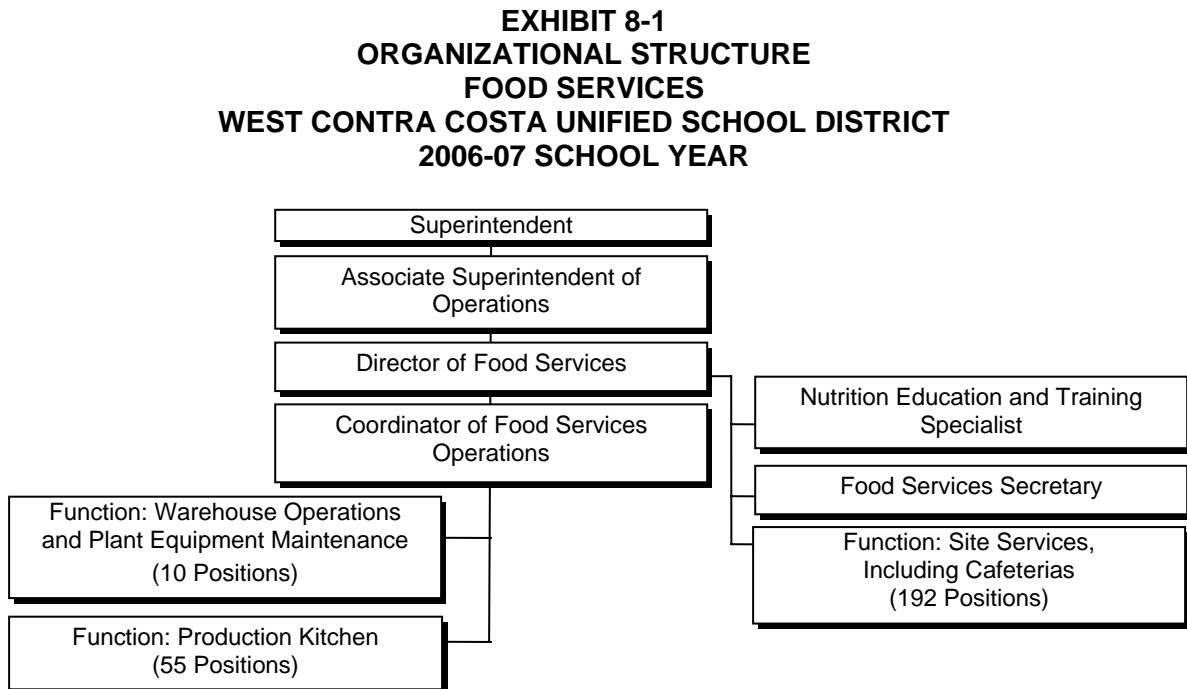 EXHIBIT 8-1
ORGANIZATIONAL STRUCTURE
FOOD SERVICES
WEST CONTRA COSTA UNIFIED SCHOOL DISTRICT
2006-07 SCHOOL YEAR
Superintendent
Associate Superintendent of
Operations
Director of Food Services
Coordinator of Food Services
Operations
Nutrition Education and Training
Specialist
Food Services Secretary
Function: Site Services,
Including Cafeterias
(192 Positions)
Function: Warehouse Operations
and Plant Equipment Maintenance
(10 Positions)
Function: Production Kitchen
(55 Positions)